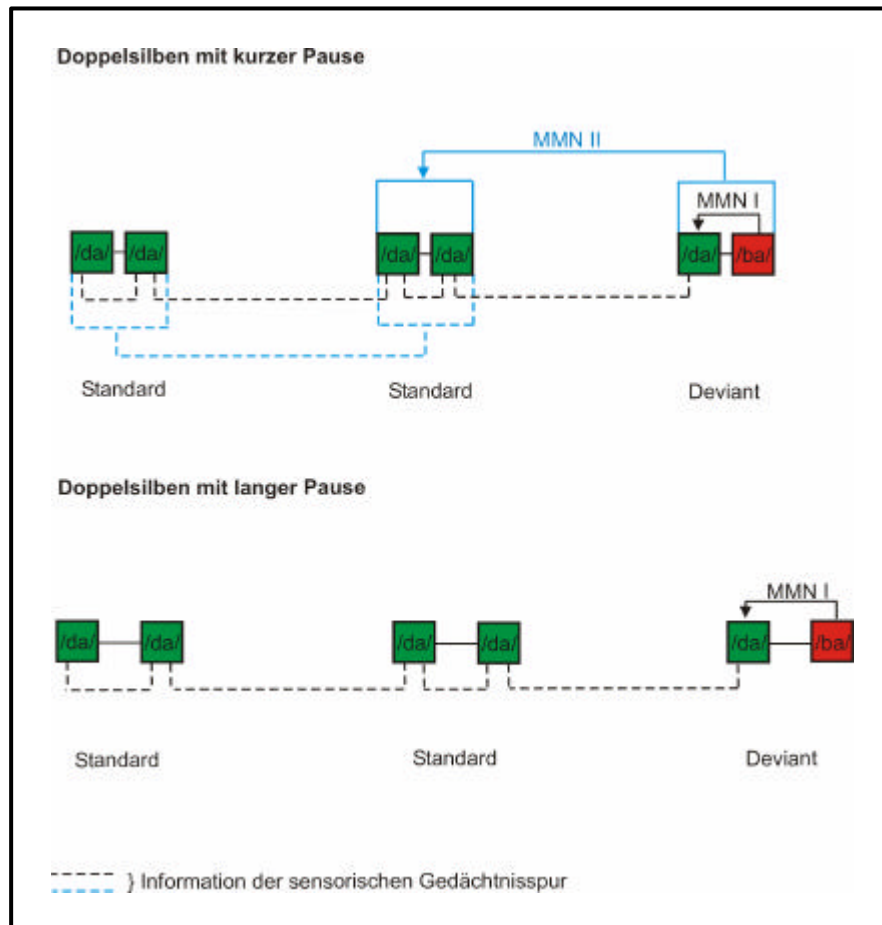 Doppelsilben mit kurzer Pause
MMN II
MMN I
/da/ /da/ /da/ /da/ /da/ /ba/
Standard Standard Deviant
Doppelsilben mit langer Pause
MMN I
/da/ /da/ /da/ /da/ /da/ /ba/
Standard Standard Deviant
} Information der sensorischen Gedächtnisspur